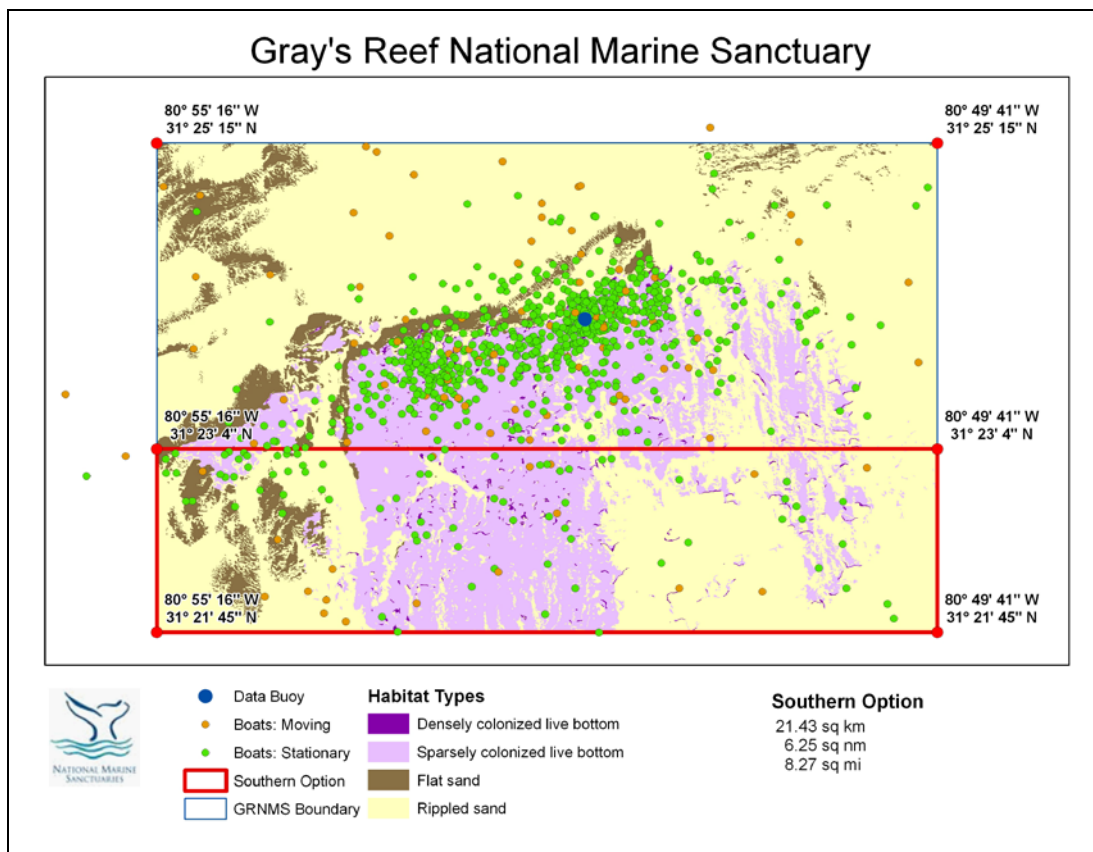 Gray's Reef National Marine Sanctuary
80° 55' 16" W
31° 25' 15" N
80° 49' 41" W
31° 25' 15" N
80° 55' 16" W
31° 23' 4" N
80° 49' 41" W
31° 23' 4" N
80° 55' 16" W
31° 21' 45" N
80° 49' 41" W
31° 21' 45" N
NATIONAL MARINE
SANCTUARIES
Data Buoy
Boats: Moving
Boats: Stationary
Southern Option
GRNMS Boundary
Habitat Types
Densely colonized live bottom
Sparsely colonized live bottom
Flat sand
Rippled sand
Southern Option
21.43 sq km
6.25 sq nm
8.27 sq mi